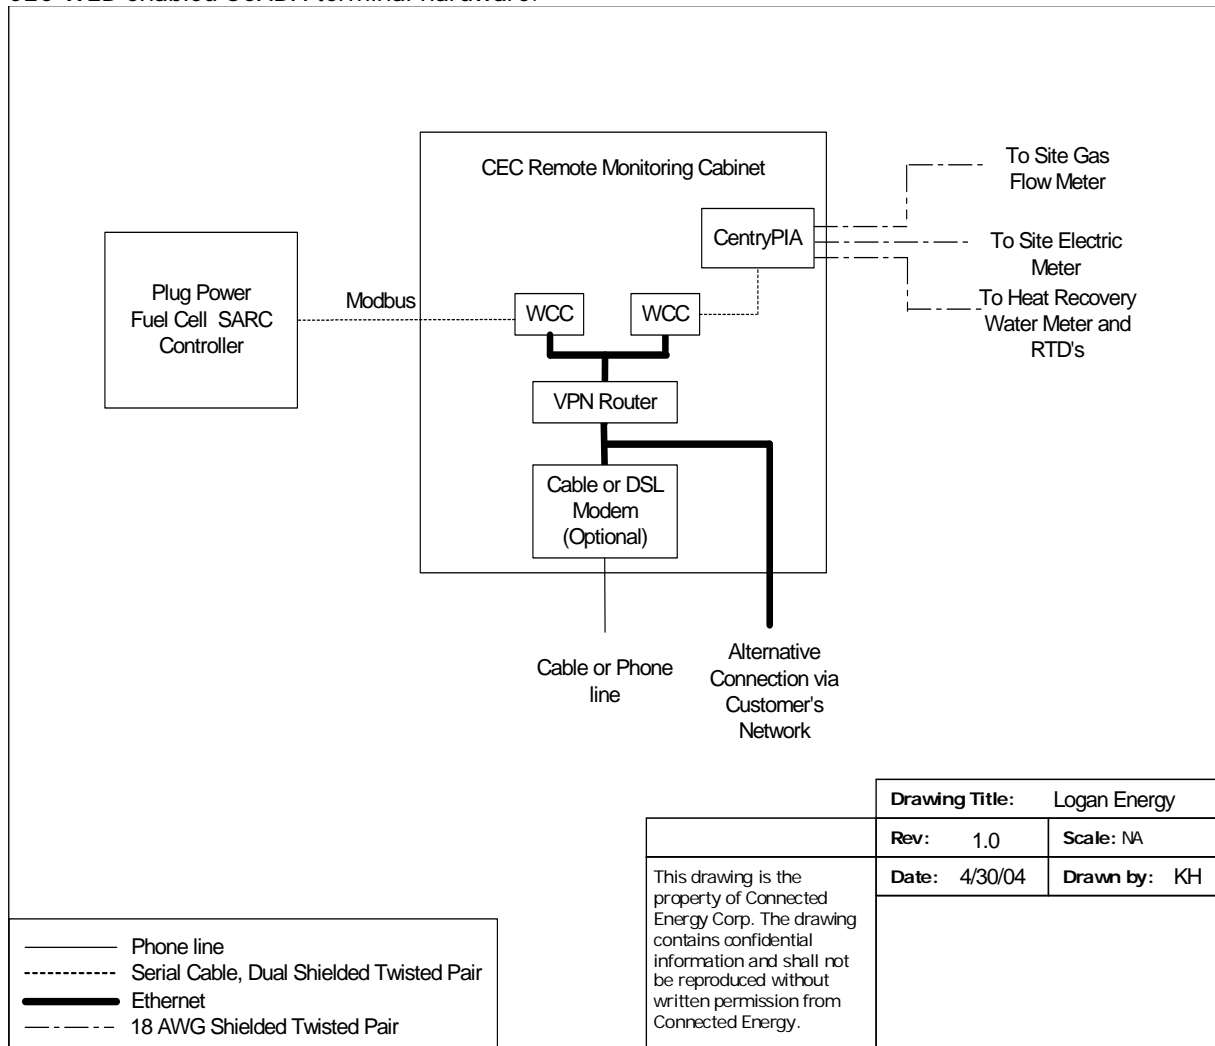 CEC Remote Monitoring Cabinet
To Site Gas
Flow Meter
CentryPIA
To Site Electric
Meter
Plug Power
Fuel Cell SARC
Controller
Modbus
WCC
WCC
To Heat Recovery
Water Meter and
RTD's
VPN Router
Cable or DSL
Modem
(Optional)
Cable or Phone
line
Alternative
Connection via
Customer's
Network
Drawing Title: Logan Energy
Rev: 1.0 Scale: NA
Date: 4/30/04 Drawn by: KH
This drawing is the
property of Connected
Energy Corp. The drawing
contains confidential
information and shall not
be reproduced without
written permission from
Connected Energy.
Phone line
Serial Cable, Dual Shielded Twisted Pair
Ethernet
18 AWG Shielded Twisted Pair